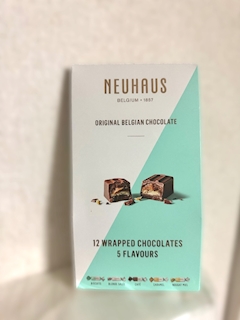 NEUHAUS
BELGIUM • 1857
ORIGINAL BELGIAN CHOCOLATE
12 WRAPPED CHOCOLATES
5 FLAVOURS